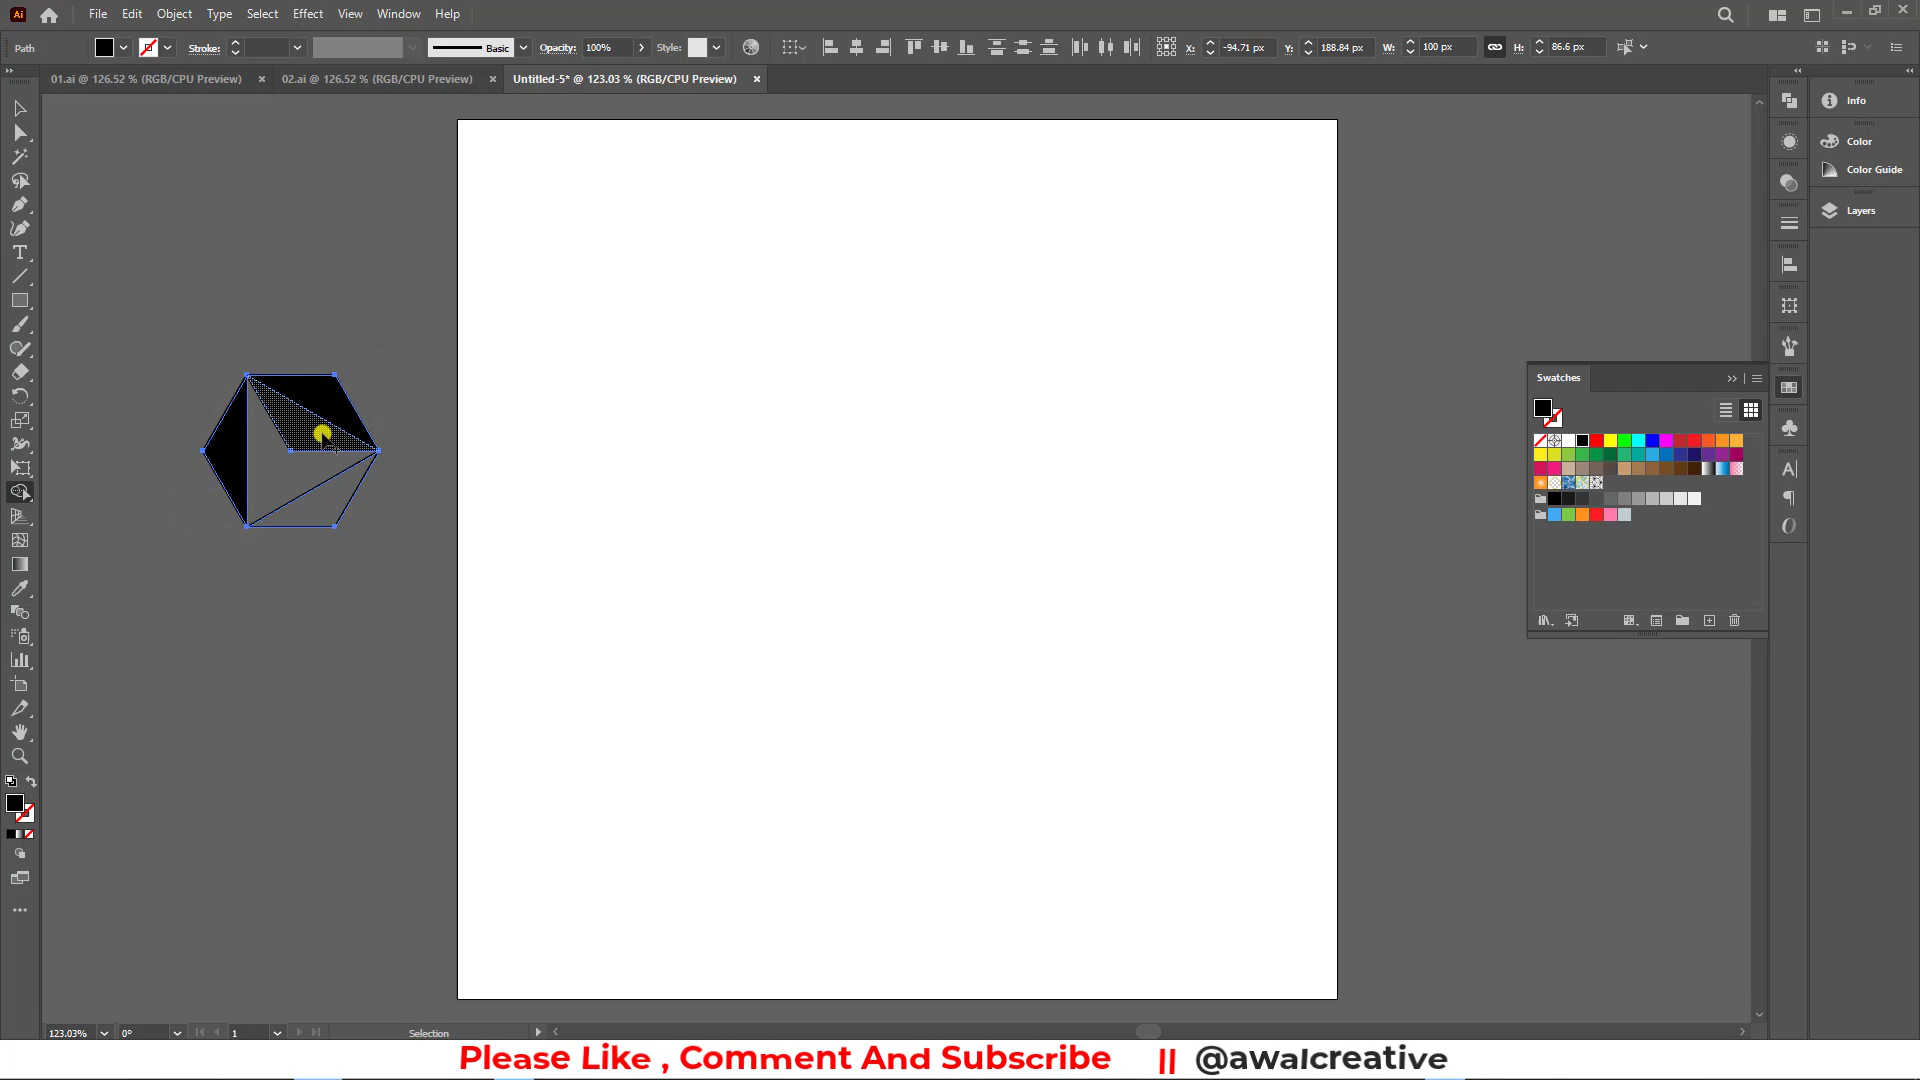 Ai File Edit Object Type Select Effect View Window Help
Path Stroke: Basic Opacity: 100% Style: X: -94.71 px Y: 188.84 px W: 100 px H: 86.6 px
01.ai @ 126.52 % (RGB/CPU Preview) × 02.ai @ 126.52 % (RGB/CPU Preview) × Untitled-5* @ 123.03 % (RGB/CPU Preview) ×
Info
Color
Color Guide
Layers
Swatches
123.03% 0° 1 Selection
Please Like , Comment And Subscribe || @awalcreative